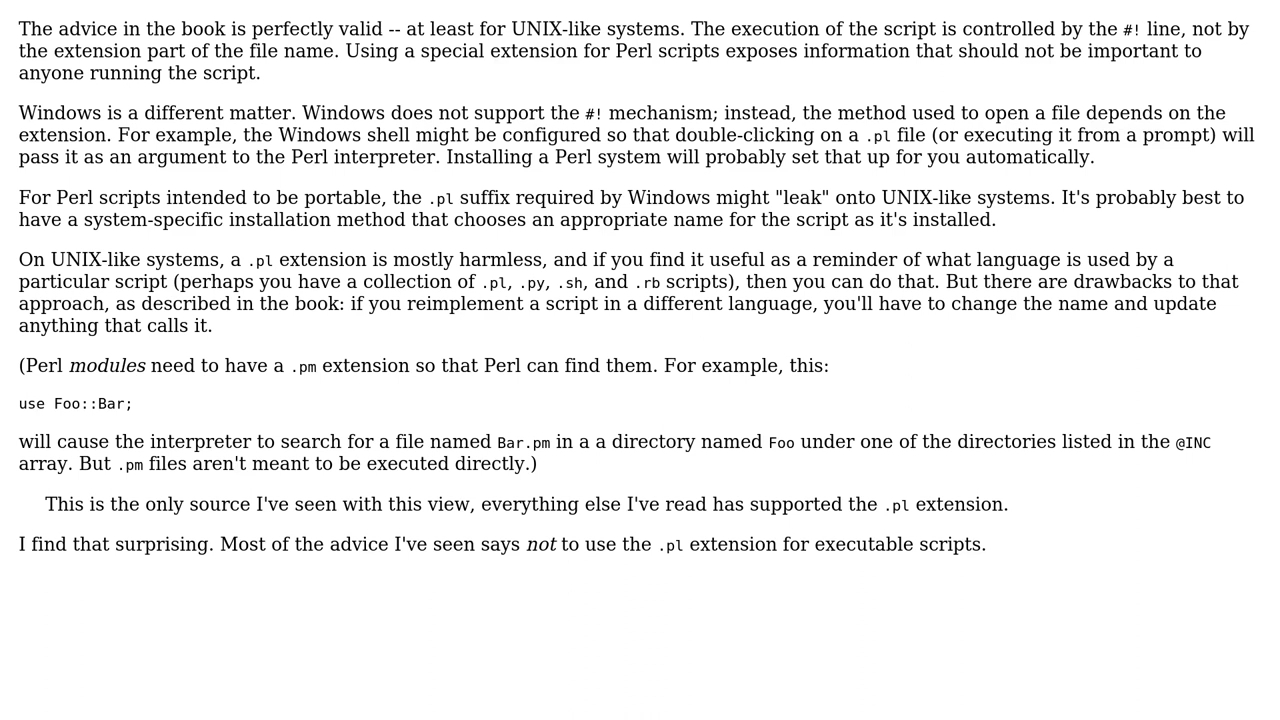 The advice in the book is perfectly valid -- at least for UNIX-like systems. The execution of the script is controlled by the #! line, not by
the extension part of the file name. Using a special extension for Perl scripts exposes information that should not be important to
anyone running the script.
Windows is a different matter. Windows does not support the #! mechanism; instead, the method used to open a file depends on the
extension. For example, the Windows shell might be configured so that double-clicking on a .pl file (or executing it from a prompt) will
pass it as an argument to the Perl interpreter. Installing a Perl system will probably set that up for you automatically.
For Perl scripts intended to be portable, the .pl suffix required by Windows might "leak" onto UNIX-like systems. It's probably best to
have a system-specific installation method that chooses an appropriate name for the script as it's installed.
On UNIX-like systems, a .pl extension is mostly harmless, and if you find it useful as a reminder of what language is used by a
particular script (perhaps you have a collection of .pl, .py, .sh, and .rb scripts), then you can do that. But there are drawbacks to that
approach, as described in the book: if you reimplement a script in a different language, you'll have to change the name and update
anything that calls it.
(Perl modules need to have a .pm extension so that Perl can find them. For example, this:
use Foo::Bar;
will cause the interpreter to search for a file named Bar.pm in a a directory named Foo under one of the directories listed in the @INC
array. But .pm files aren't meant to be executed directly.)
This is the only source I've seen with this view, everything else I've read has supported the .pl extension.
I find that surprising. Most of the advice I've seen says not to use the .pl extension for executable scripts.